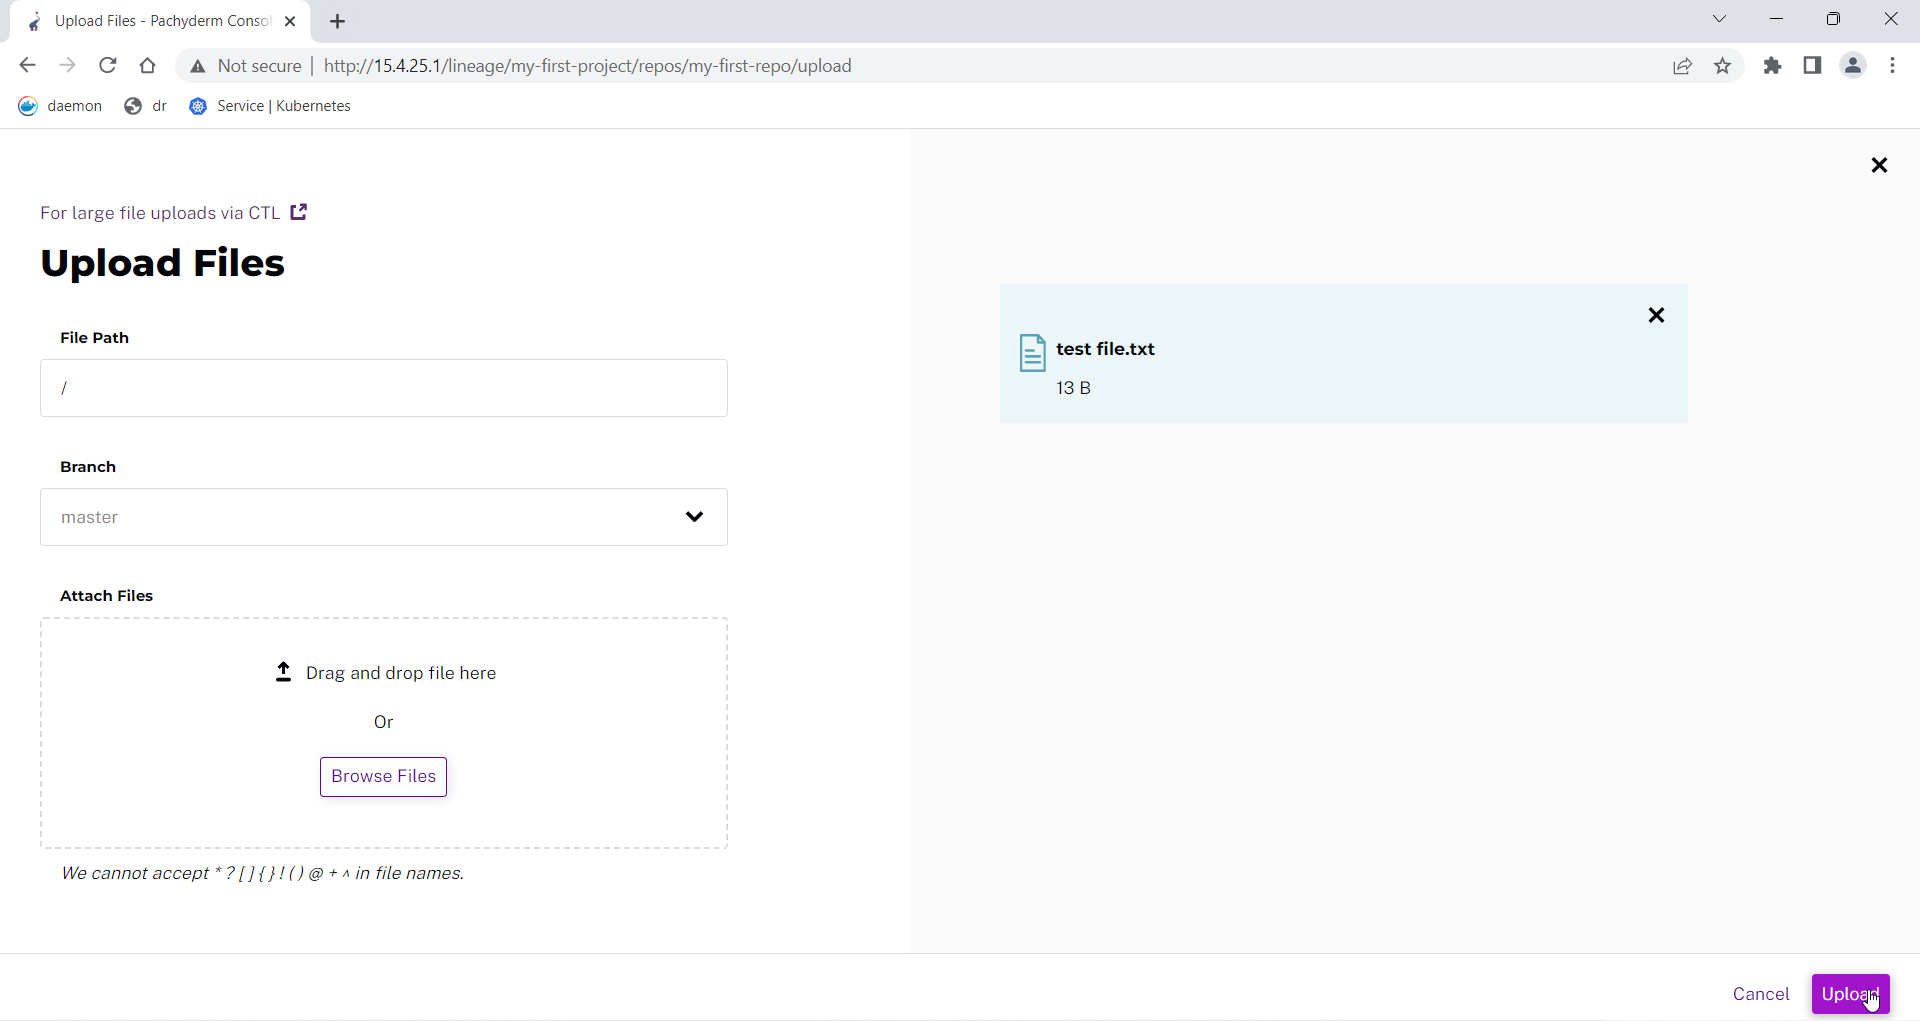 Upload Files - Pachyderm Consol
Not secure | http://15.4.25.1/lineage/my-first-project/repos/my-first-repo/upload
daemon dr Service | Kubernetes
For large file uploads via CTL
Upload Files
File Path
/
Branch
master
Attach Files
Drag and drop file here
Or
Browse Files
We cannot accept * ? [ ] { } ! ( ) @ + ^ in file names.
test file.txt
13 B
Cancel Upload